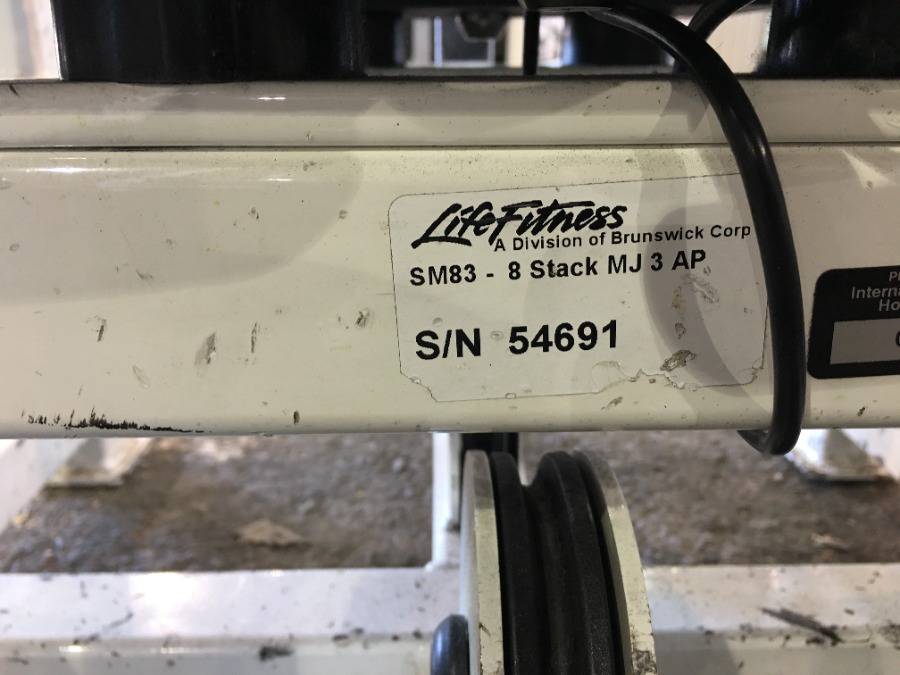 LifeFitness
A Division of Brunswick Corp
SM83 - 8 Stack MJ 3 AP
S/N 54691